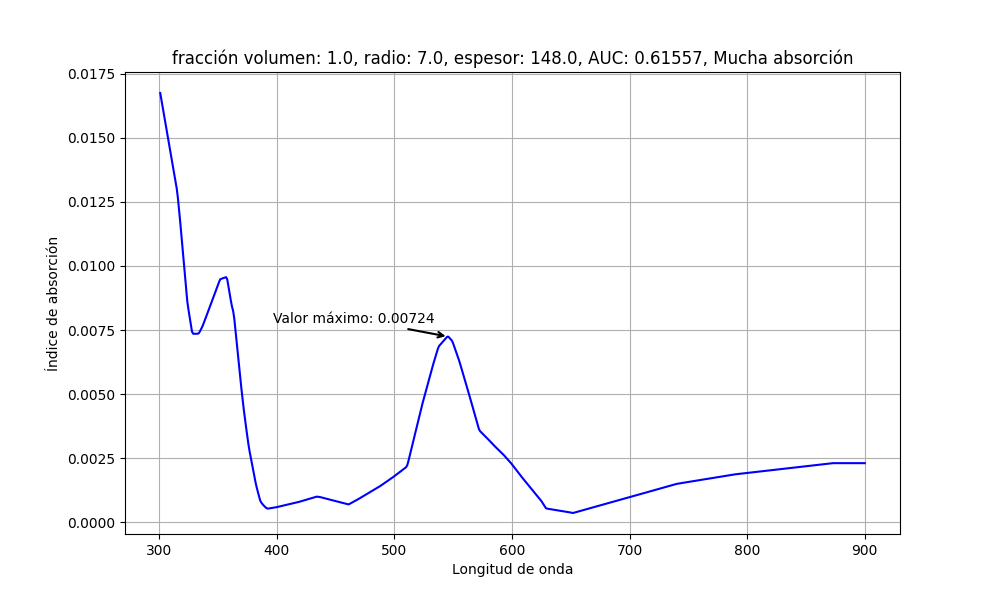 fracción volumen: 1.0, radio: 7.0, espesor: 148.0, AUC: 0.61557, Mucha absorción
0.0175
0.0150
0.0125
0.0100
0.0075
0.0050
0.0025
0.0000
Índice de absorción
Valor máximo: 0.00724
300 400 500 600 700 800 900
Longitud de onda